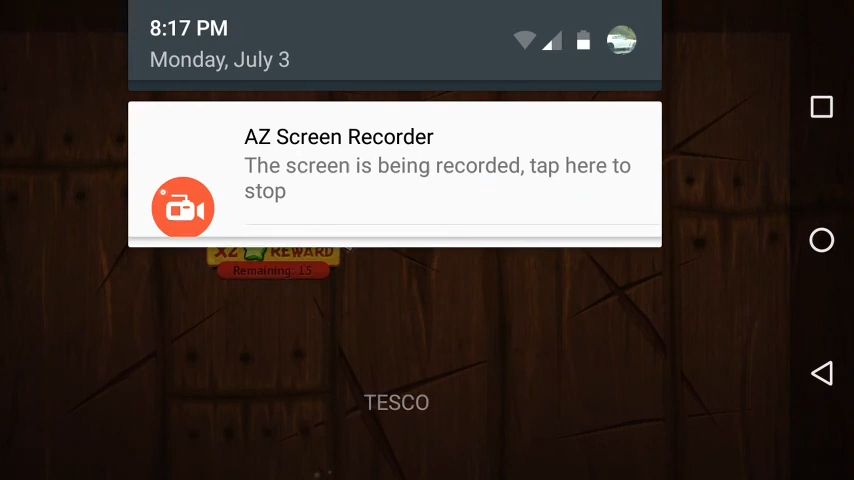 8:17 PM
Monday, July 3
AZ Screen Recorder
The screen is being recorded, tap here to
stop
X2 REWARD
Remaining: 15
TESCO